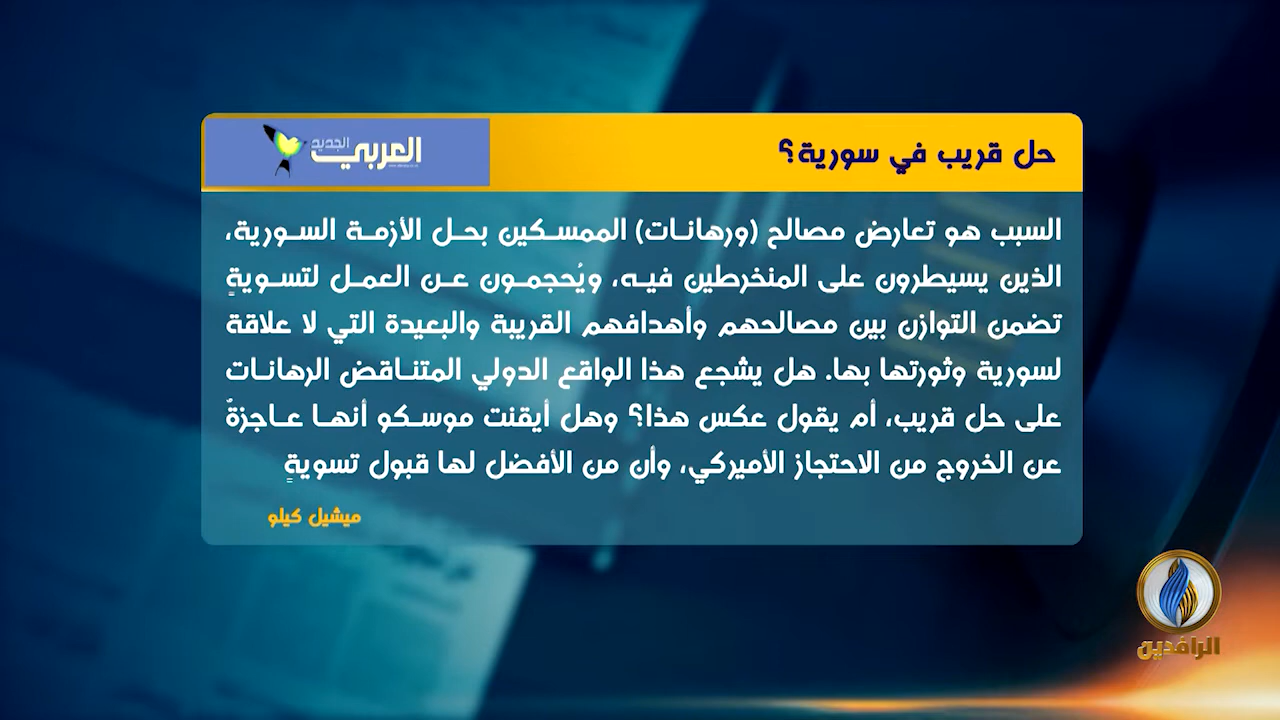 حل قريب في سورية؟
العربي الجديد
السبب هو تعارض مصالح (ورهانات) الممسكين بحل الأزمة السورية،
الذين يسيطرون على المنخرطين فيه، ويُحجمون عن العمل لتسويةٍ
تضمن التوازن بين مصالحهم وأهدافهم القريبة والبعيدة التي لا علاقة
لسورية وثورتها بها. هل يشجع هذا الواقع الدولي المتناقض الرهانات
على حل قريب، أم يقول عكس هذا؟ وهل أيقنت موسكو أنها عاجزةٌ
عن الخروج من الاحتجاز الأميركي، وأن من الأفضل لها قبول تسويةٍ
ميشيل كيلو
الرافدين